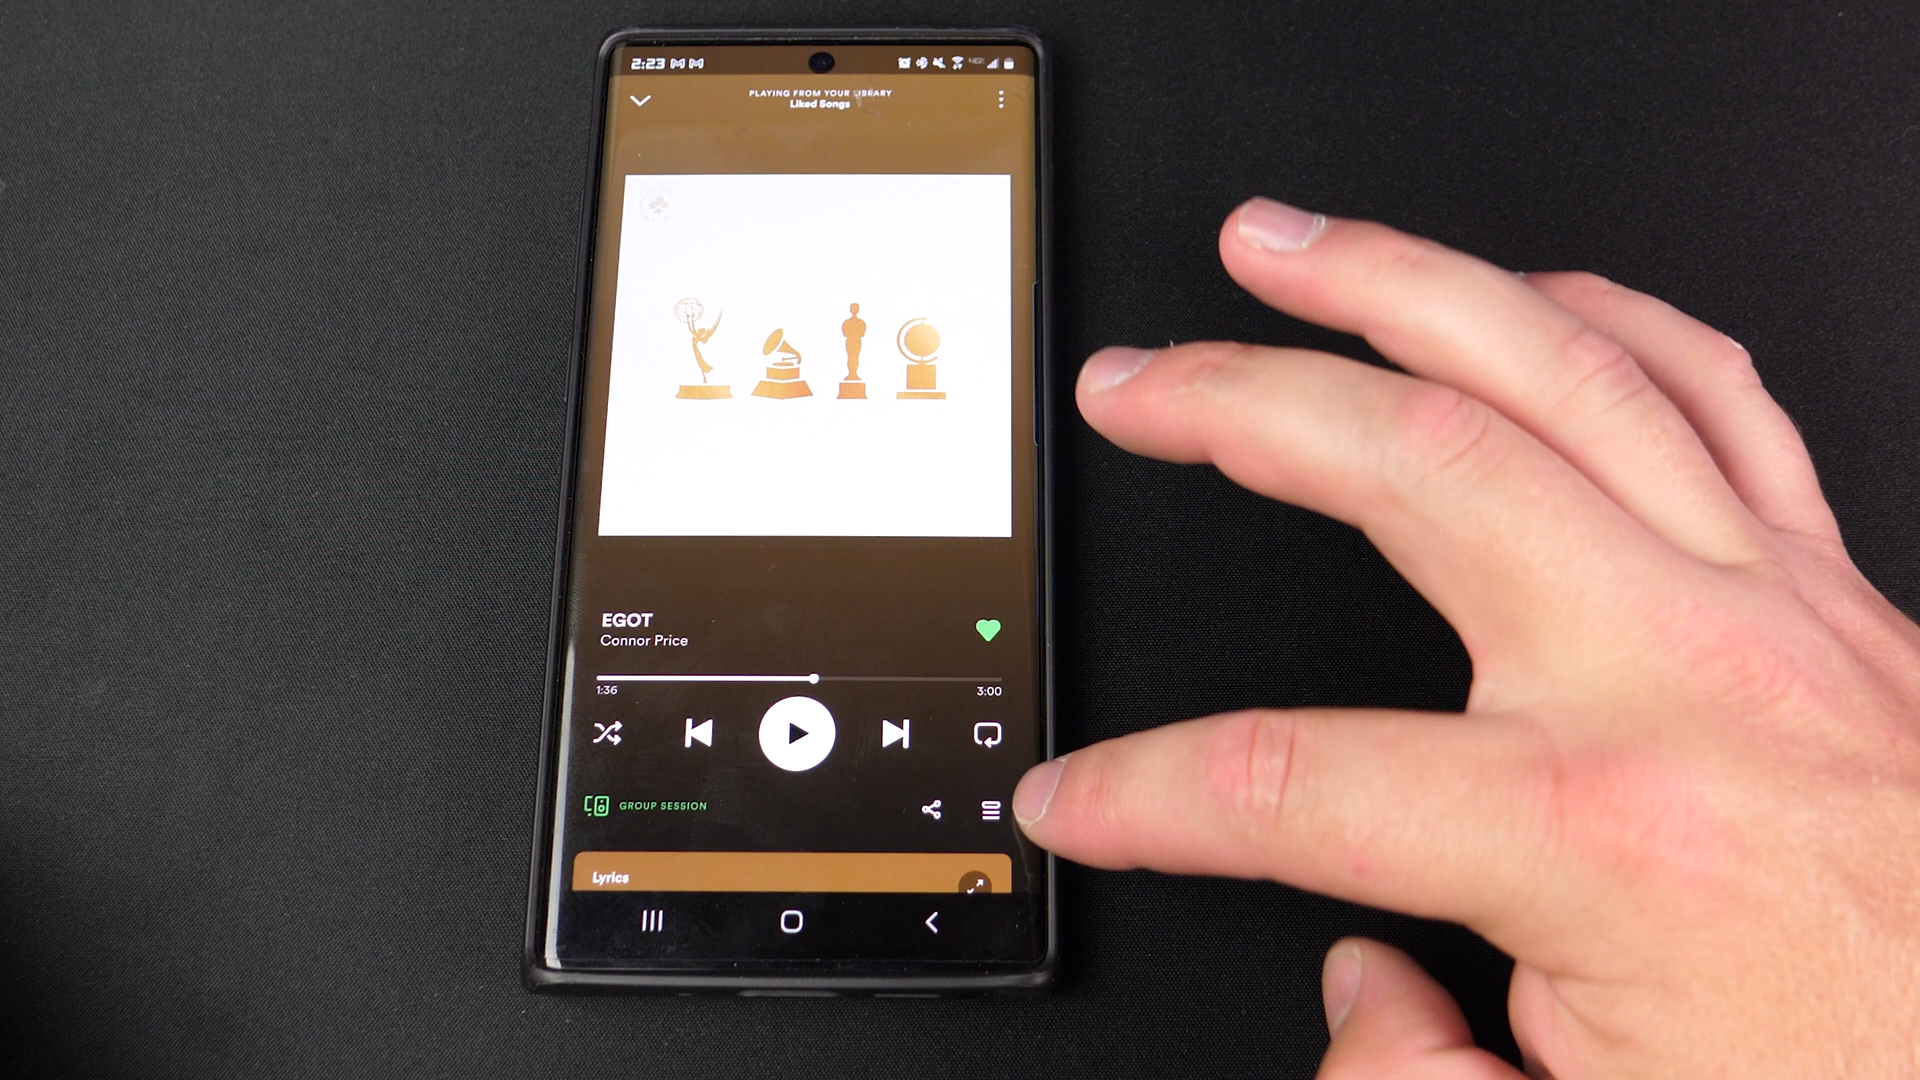 2:23
PLAYING FROM YOUR LIBRARY
Liked Songs
EGOT
Connor Price
1:36
3:00
GROUP SESSION
Lyrics